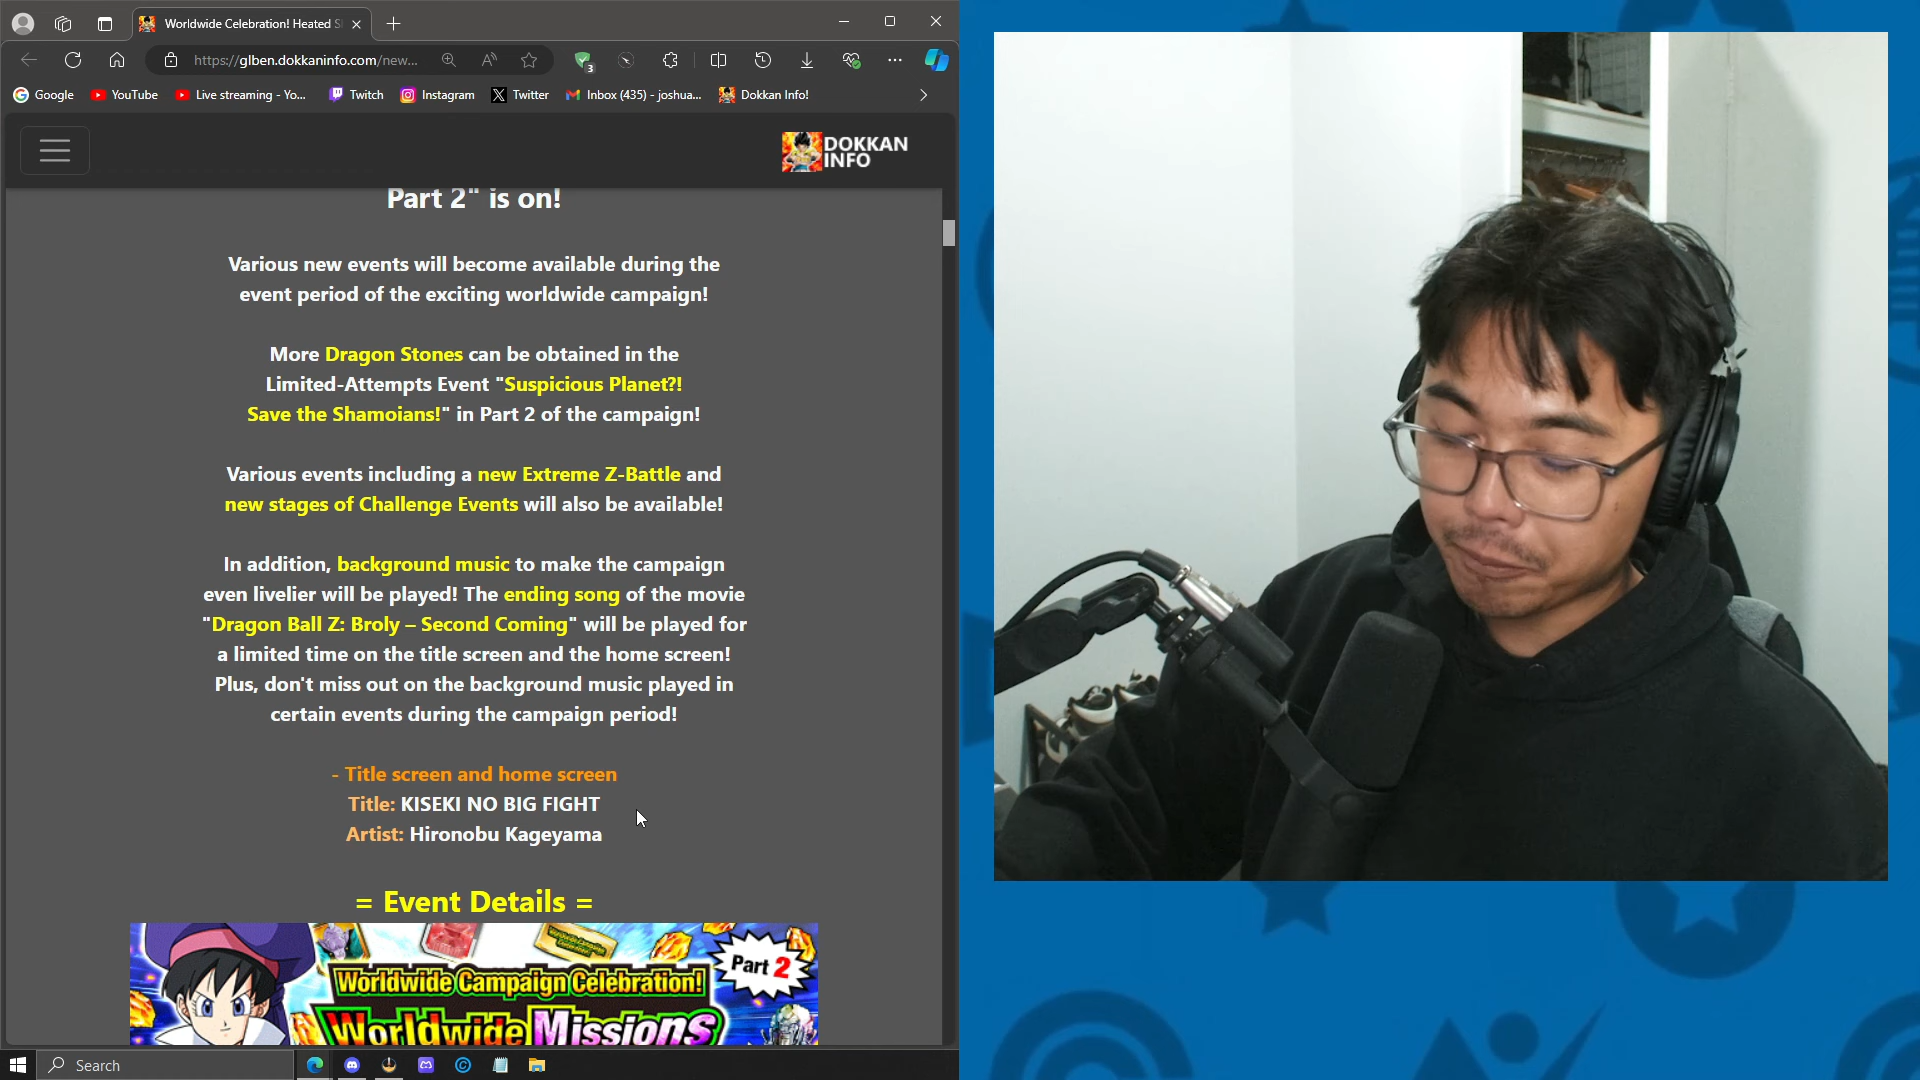 Worldwide Celebration! Heated S
https://glben.dokkaninfo.com/new...
3
Google
YouTube
Live streaming - Yo...
Twitch
Instagram
Twitter
Inbox (435) - joshua...
Dokkan Info!
DOKKAN
INFO
Part 2" is on!
Various new events will become available during the
event period of the exciting worldwide campaign!
More Dragon Stones can be obtained in the
Limited-Attempts Event "Suspicious Planet?!
Save the Shamoians!" in Part 2 of the campaign!
Various events including a new Extreme Z-Battle and
new stages of Challenge Events will also be available!
In addition, background music to make the campaign
even livelier will be played! The ending song of the movie
"Dragon Ball Z: Broly – Second Coming" will be played for
a limited time on the title screen and the home screen!
Plus, don't miss out on the background music played in
certain events during the campaign period!
- Title screen and home screen
Title: KISEKI NO BIG FIGHT
Artist: Hironobu Kageyama
= Event Details =
Part 2
Worldwide Campaign Celebration!
Worldwide Missions
Search